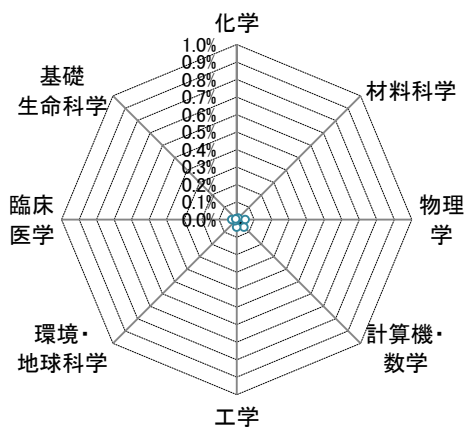 化学
1.0%
0.9%
0.8%
0.7%
0.6%
0.5%
0.4%
0.3%
0.2%
0.1%
0.0%
材料科学
物理
学
計算機・
数学
工学
環境・
地球科学
臨床
医学
基礎
生命科学